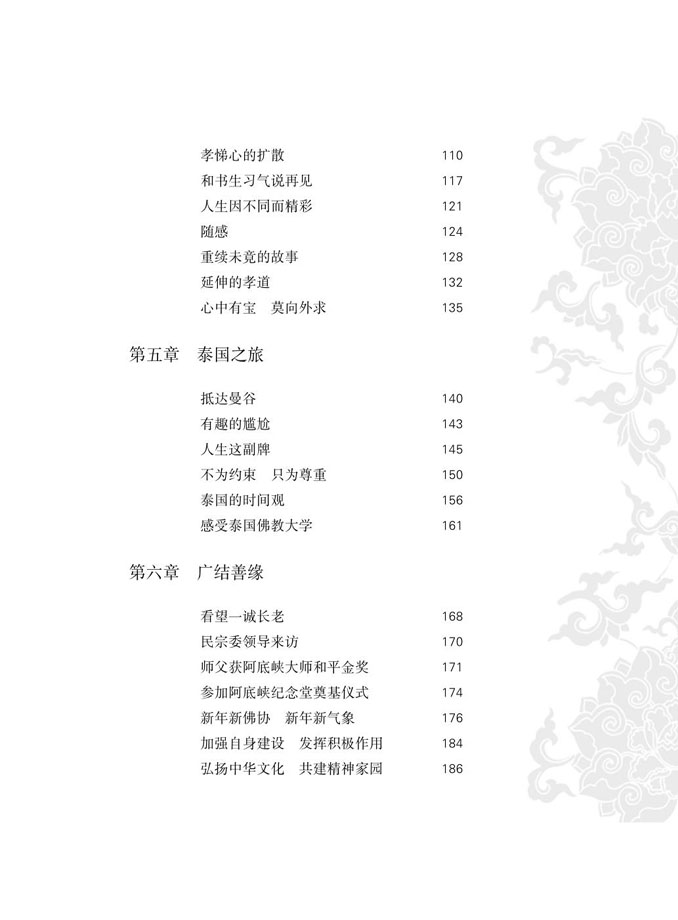 孝悌心的扩散 110
和书生习气说再见 117
人生因不同而精彩 121
随感 124
重续未竟的故事 128
延伸的孝道 132
心中有宝　莫向外求 135
第五章　泰国之旅
抵达曼谷 140
有趣的尴尬 143
人生这副牌 145
不为约束　只为尊重 150
泰国的时间观 156
感受泰国佛教大学 161
第六章　广结善缘
看望一诚长老 168
民宗委领导来访 170
师父获阿底峡大师和平金奖 171
参加阿底峡纪念堂奠基仪式 174
新年新佛协　新年新气象 176
加强自身建设　发挥积极作用 184
弘扬中华文化　共建精神家园 186